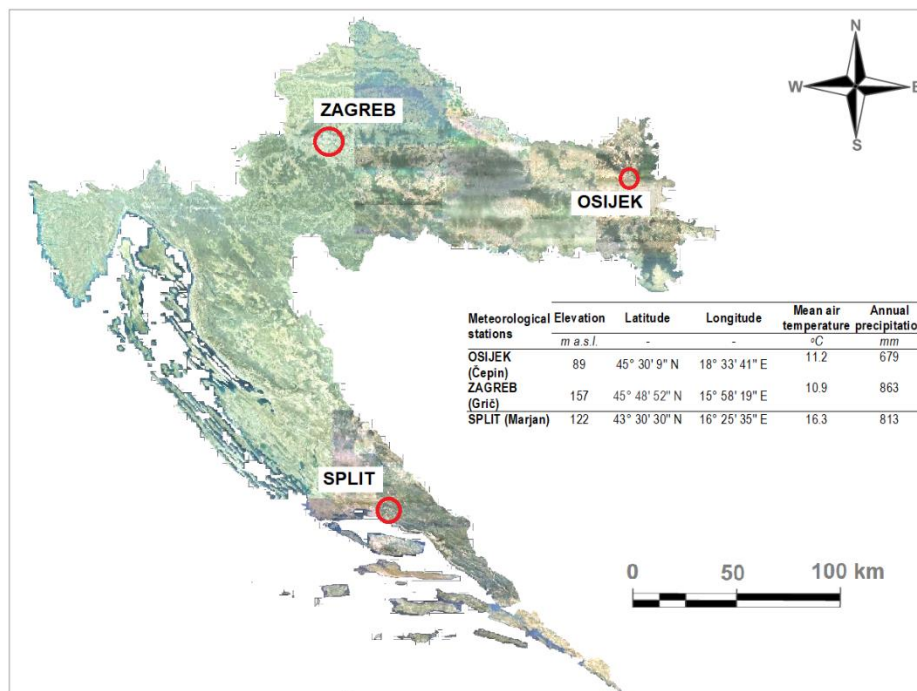 N
W E
S
ZAGREB
OSIJEK
Meteorological stations Elevation Latitude Longitude Mean air temperature Annual precipitation
m a.s.l. - - ºC mm
OSIJEK (Čepin) 89 45° 30' 9" N 18° 33' 41" E 11.2 679
ZAGREB (Grič) 157 45° 48' 52" N 15° 58' 19" E 10.9 863
SPLIT (Marjan) 122 43° 30' 30" N 16° 25' 35" E 16.3 813
SPLIT
0 50 100 km